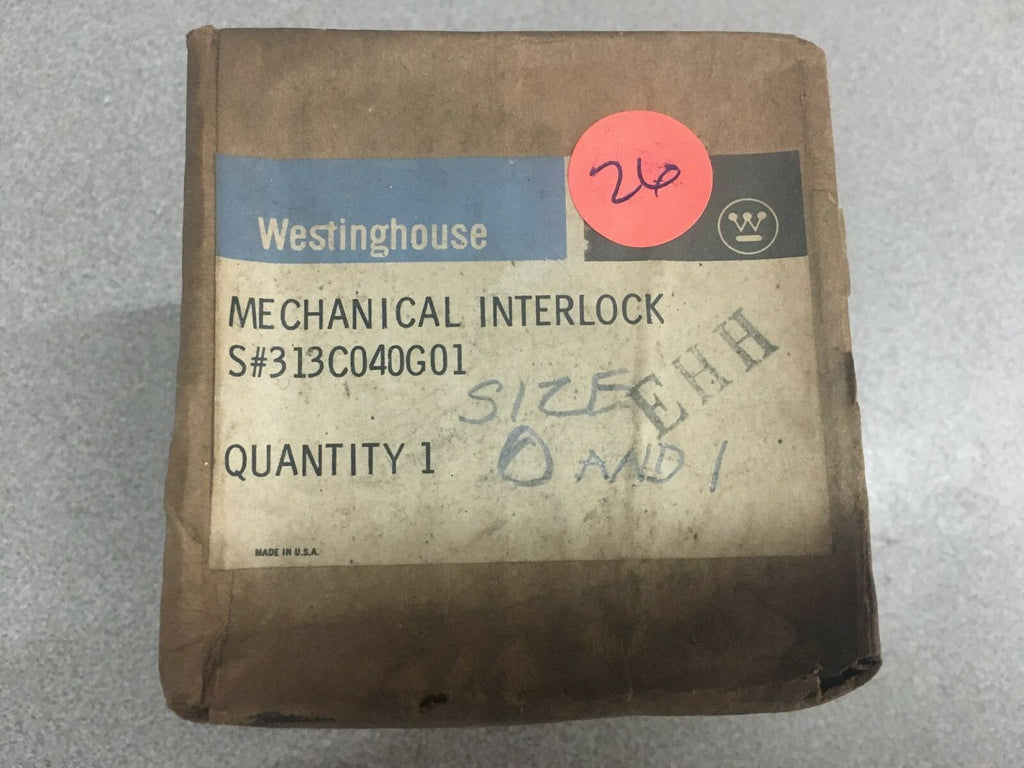 26
Westinghouse
MECHANICAL INTERLOCK
S#313C040G01
EHH
SIZE
QUANTITY 1
0 AND 1
MADE IN U.S.A.